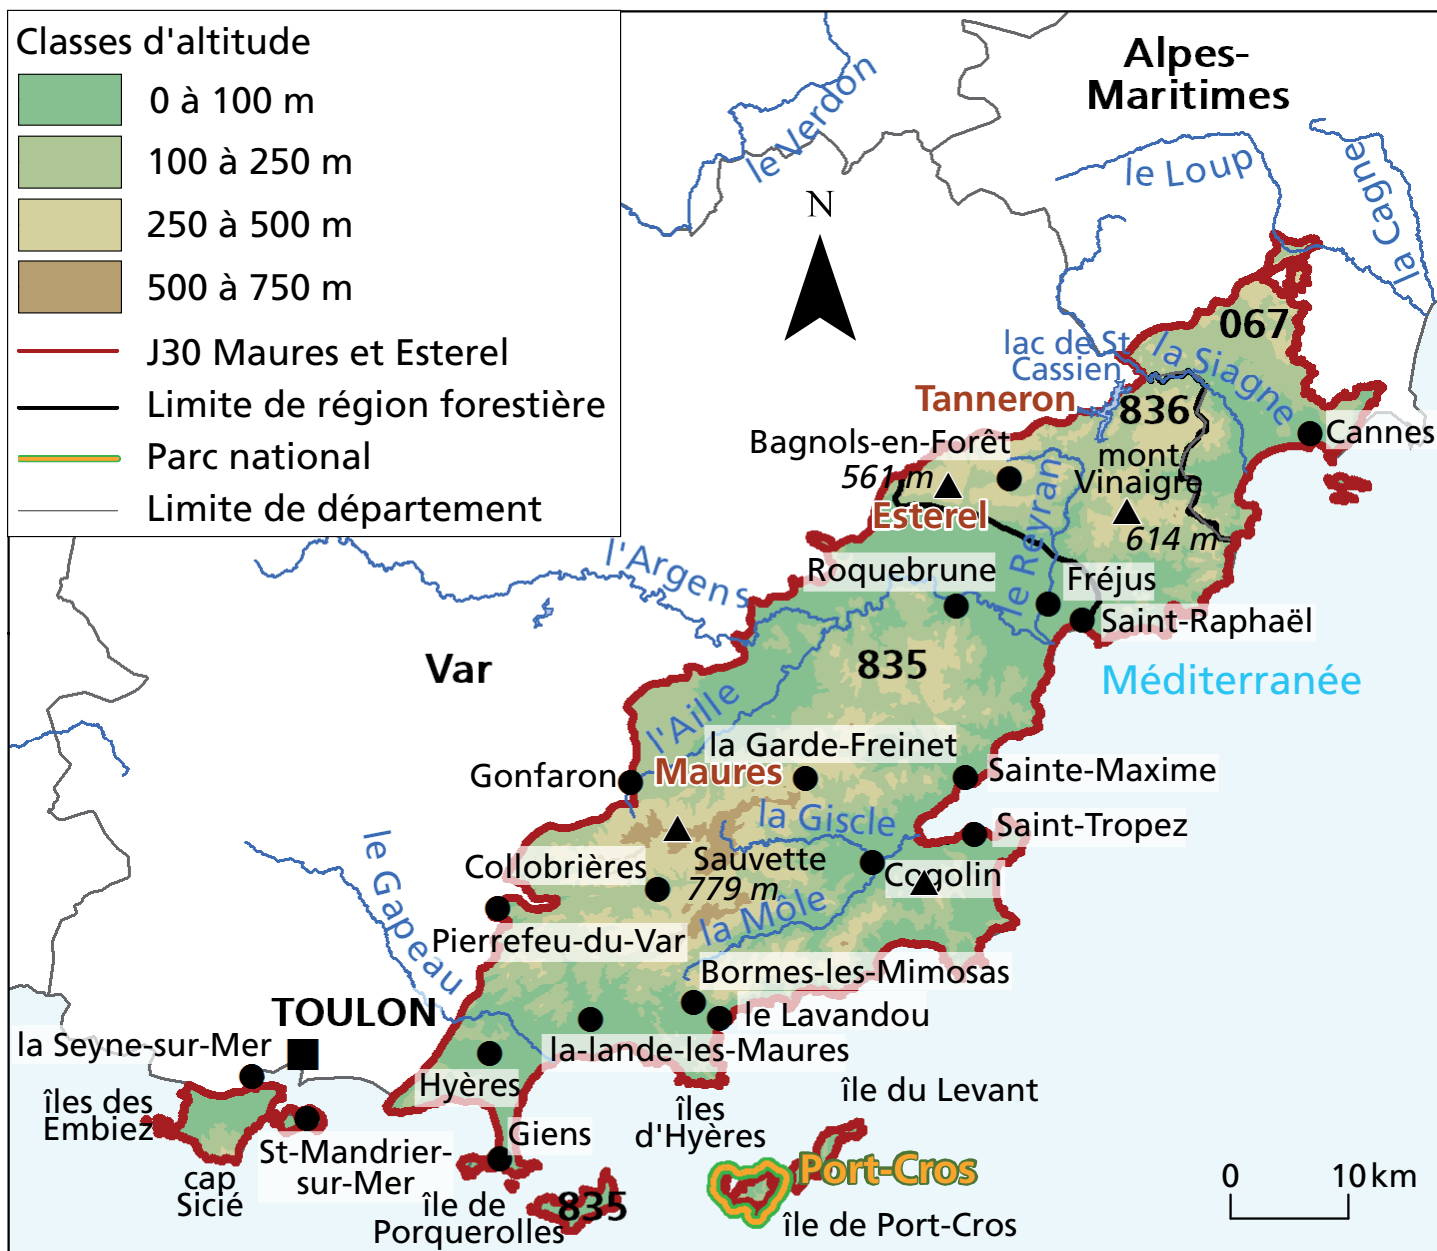 Classes d'altitude
0 à 100 m
100 à 250 m
250 à 500 m
500 à 750 m
J30 Maures et Esterel
Limite de région forestière
Parc national
Limite de département
Alpes-
Maritimes
le Verdon
le Loup
la Cagne
N
067
lac de St
Cassien
la Siagne
Tanneron
836
Cannes
Bagnols-en-Forêt
mont
Vinaigre
561 m
Esterel
614 m
le Reyran
l'Argens
Roquebrune
Fréjus
Saint-Raphaël
Var
835
Méditerranée
l'Aille
la Garde-Freinet
Gonfaron
Maures
Sainte-Maxime
la Giscle
Saint-Tropez
le Gapeau
Collobrières
Sauvette
779 m
Cogolin
la Môle
Pierrefeu-du-Var
Bormes-les-Mimosas
TOULON
le Lavandou
la Seyne-sur-Mer
la-lande-les-Maures
Hyères
île du Levant
îles des
Embiez
îles
d'Hyères
Giens
St-Mandrier-
sur-Mer
cap
Sicié
Port-Cros
île de
Porquerolles
835
île de Port-Cros
0 10 km